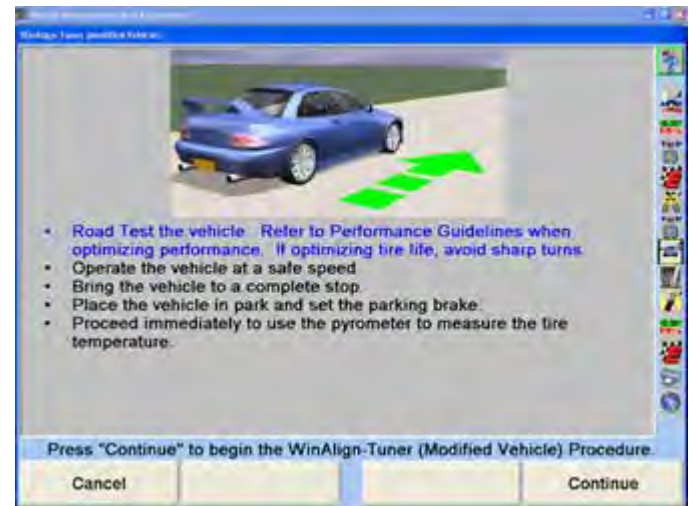 • Road Test the vehicle. Refer to Performance Guidelines when
optimizing performance. If optimizing tire life, avoid sharp turns.
• Operate the vehicle at a safe speed
• Bring the vehicle to a complete stop.
• Place the vehicle in park and set the parking brake.
• Proceed immediately to use the pyrometer to measure the tire
temperature.
Press "Continue" to begin the WinAlign-Tuner (Modified Vehicle) Procedure.
Cancel
Continue